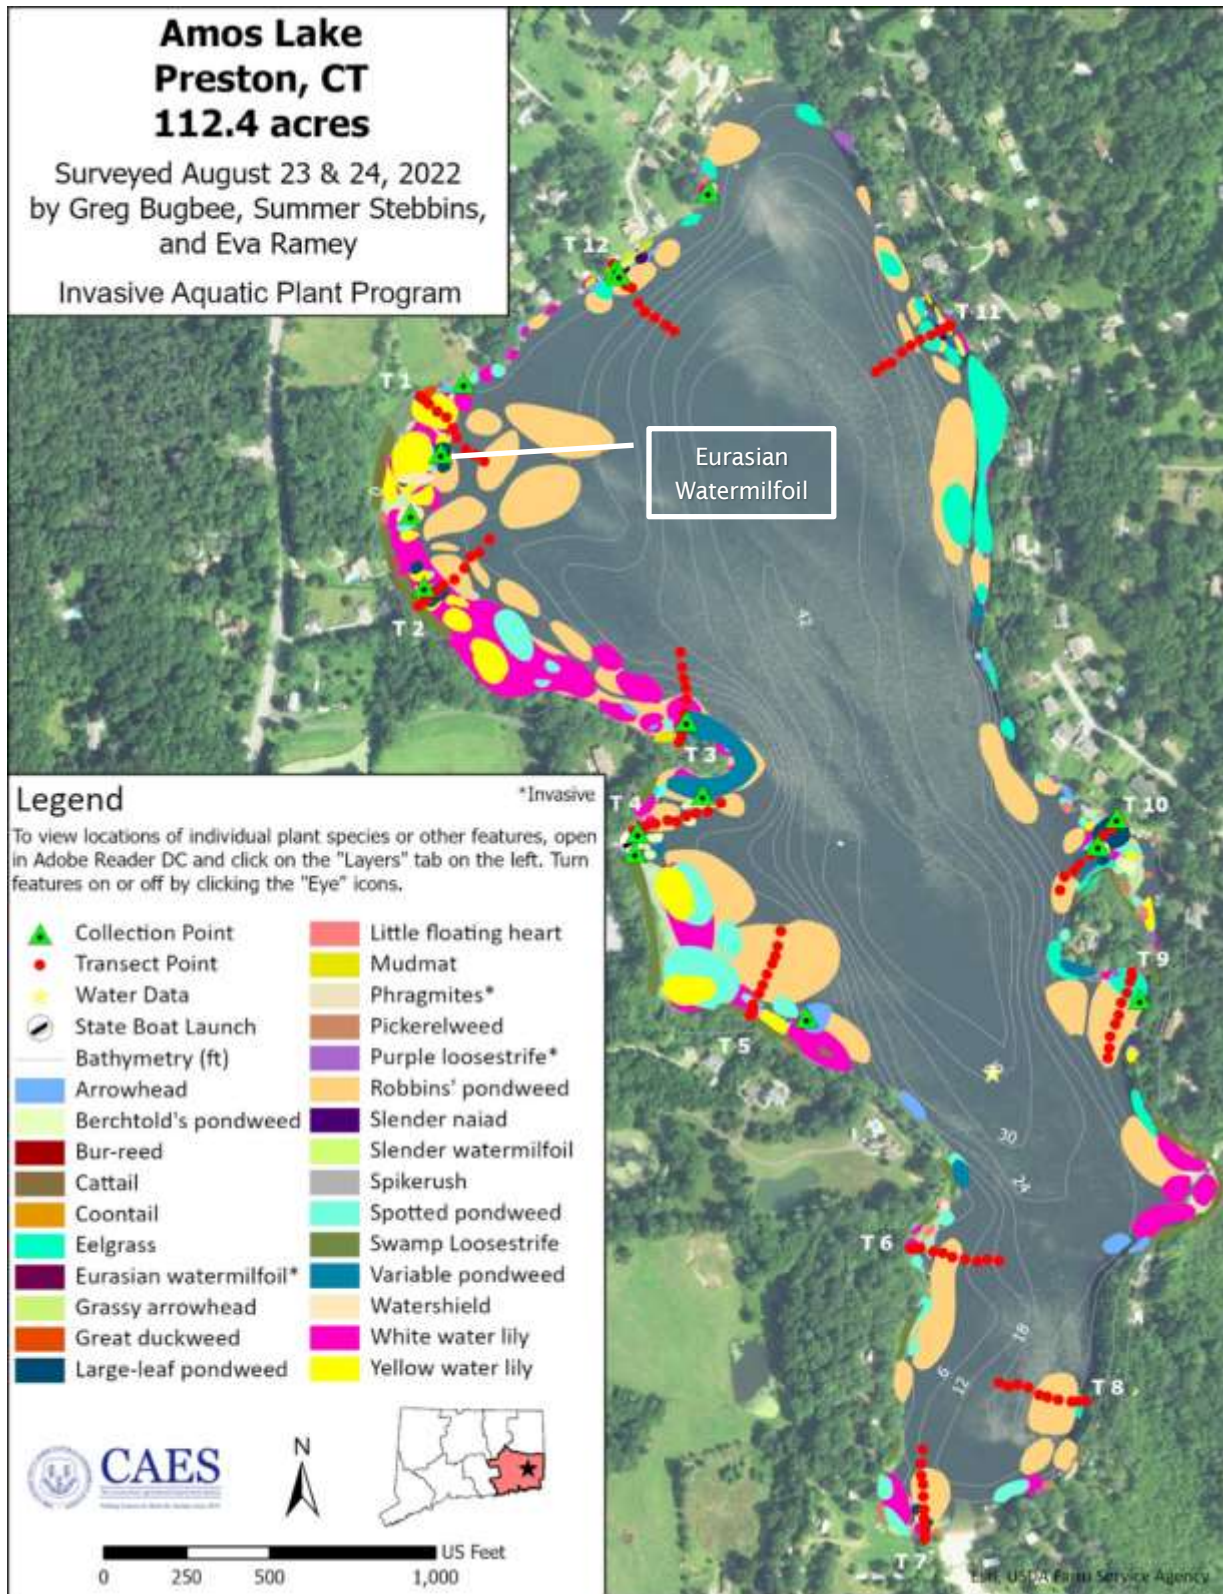 Amos Lake
Preston, CT
112.4 acres
Surveyed August 23 & 24, 2022
by Greg Bugbee, Summer Stebbins,
and Eva Ramey
Invasive Aquatic Plant Program
T 12
T 11
T 1
Eurasian
Watermilfoil
T 2
42
T 3
T 4
T 10
T 9
T 5
30
24
T 6
18
6
12
T 8
T 7
Legend
*Invasive
To view locations of individual plant species or other features, open
in Adobe Reader DC and click on the "Layers" tab on the left. Turn
features on or off by clicking the "Eye" icons.
Collection Point
Transect Point
Water Data
State Boat Launch
Bathymetry (ft)
Arrowhead
Berchtold's pondweed
Bur-reed
Cattail
Coontail
Eelgrass
Eurasian watermilfoil*
Grassy arrowhead
Great duckweed
Large-leaf pondweed
Little floating heart
Mudmat
Phragmites*
Pickerelweed
Purple loosestrife*
Robbins' pondweed
Slender naiad
Slender watermilfoil
Spikerush
Spotted pondweed
Swamp Loosestrife
Variable pondweed
Watershield
White water lily
Yellow water lily
CAES
N
US Feet
0 250 500 1,000
Esri, USDA Farm Service Agency